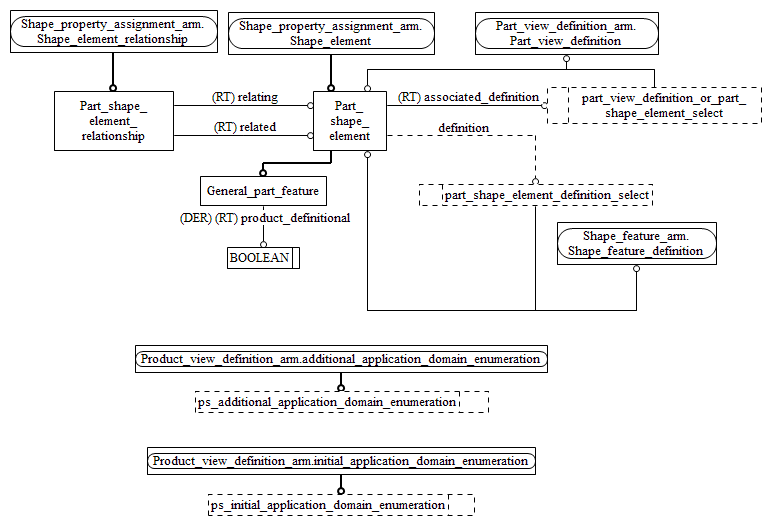 Shape_property_assignment_arm.
Shape_element_relationship
Shape_property_assignment_arm.
Shape_element
Part_view_definition_arm.
Part_view_definition
Part_shape_
element_
relationship
(RT) relating
(RT) related
Part_
shape_
element
(RT) associated_definition
part_view_definition_or_part_
shape_element_select
definition
General_part_feature
part_shape_element_definition_select
(DER) (RT) product_definitional
BOOLEAN
Shape_feature_arm.
Shape_feature_definition
Product_view_definition_arm.additional_application_domain_enumeration
ps_additional_application_domain_enumeration
Product_view_definition_arm.initial_application_domain_enumeration
ps_initial_application_domain_enumeration